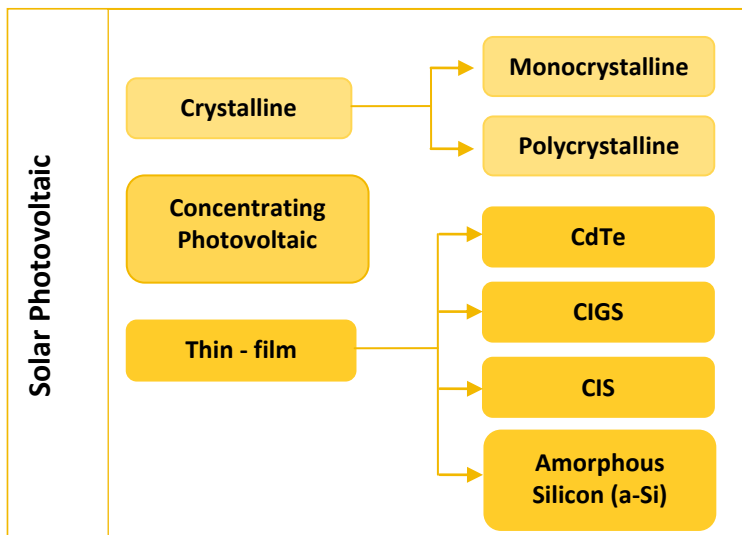 Solar Photovoltaic
Crystalline
Monocrystalline
Polycrystalline
Concentrating
Photovoltaic
Thin - film
CdTe
CIGS
CIS
Amorphous
Silicon (a-Si)